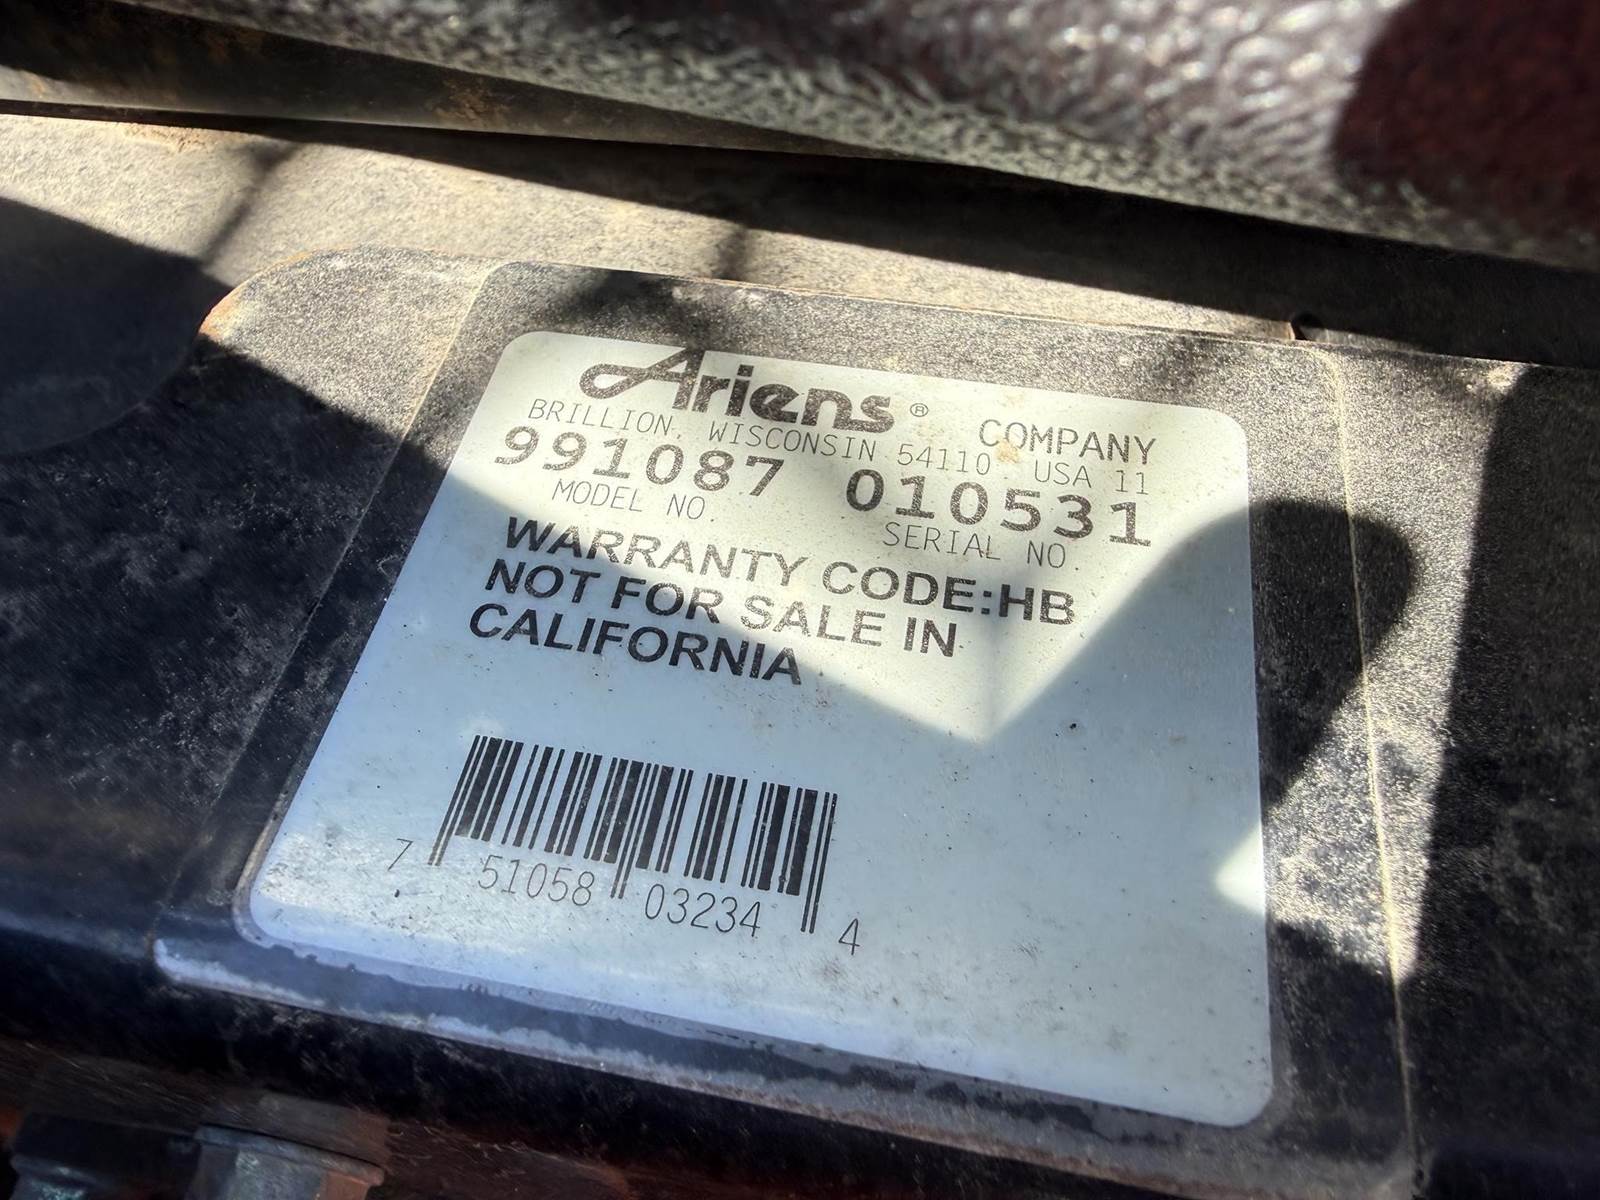 Ariens® COMPANY
BRILLION, WISCONSIN 54110 USA 11
991087 010531
MODEL NO. SERIAL NO.
WARRANTY CODE:HB
NOT FOR SALE IN
CALIFORNIA
7 51058 03234 4